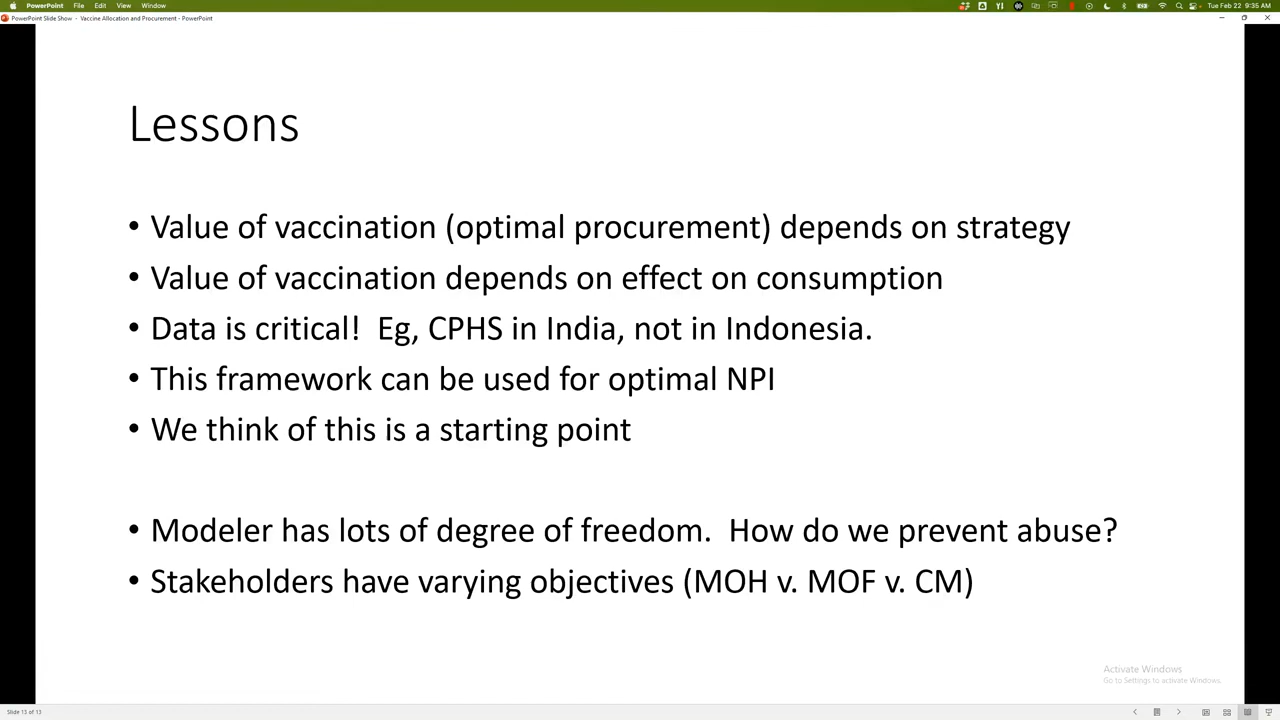 PowerPoint File Edit View Window
Tue Feb 22 9:35 AM
PowerPoint Slide Show - Vaccine Allocation and Procurement - PowerPoint
Lessons
• Value of vaccination (optimal procurement) depends on strategy
• Value of vaccination depends on effect on consumption
• Data is critical! Eg, CPHS in India, not in Indonesia.
• This framework can be used for optimal NPI
• We think of this is a starting point
• Modeler has lots of degree of freedom. How do we prevent abuse?
• Stakeholders have varying objectives (MOH v. MOF v. CM)
Activate Windows
Go to Settings to activate Windows.
Slide 13 of 13